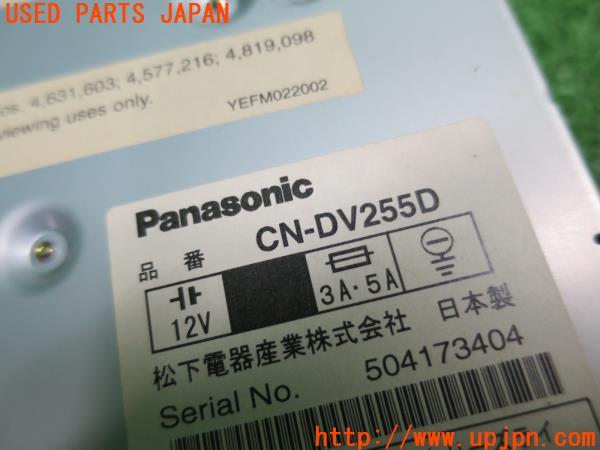 USED PARTS JAPAN
os. 4,631,603; 4,577,216; 4,819,098
viewing uses only.
YEFM022002
Panasonic
品番 CN-DV255D
12V 3A·5A
松下電器産業株式会社 日本製
Serial No. 504173404
http://www.upjpn.com/